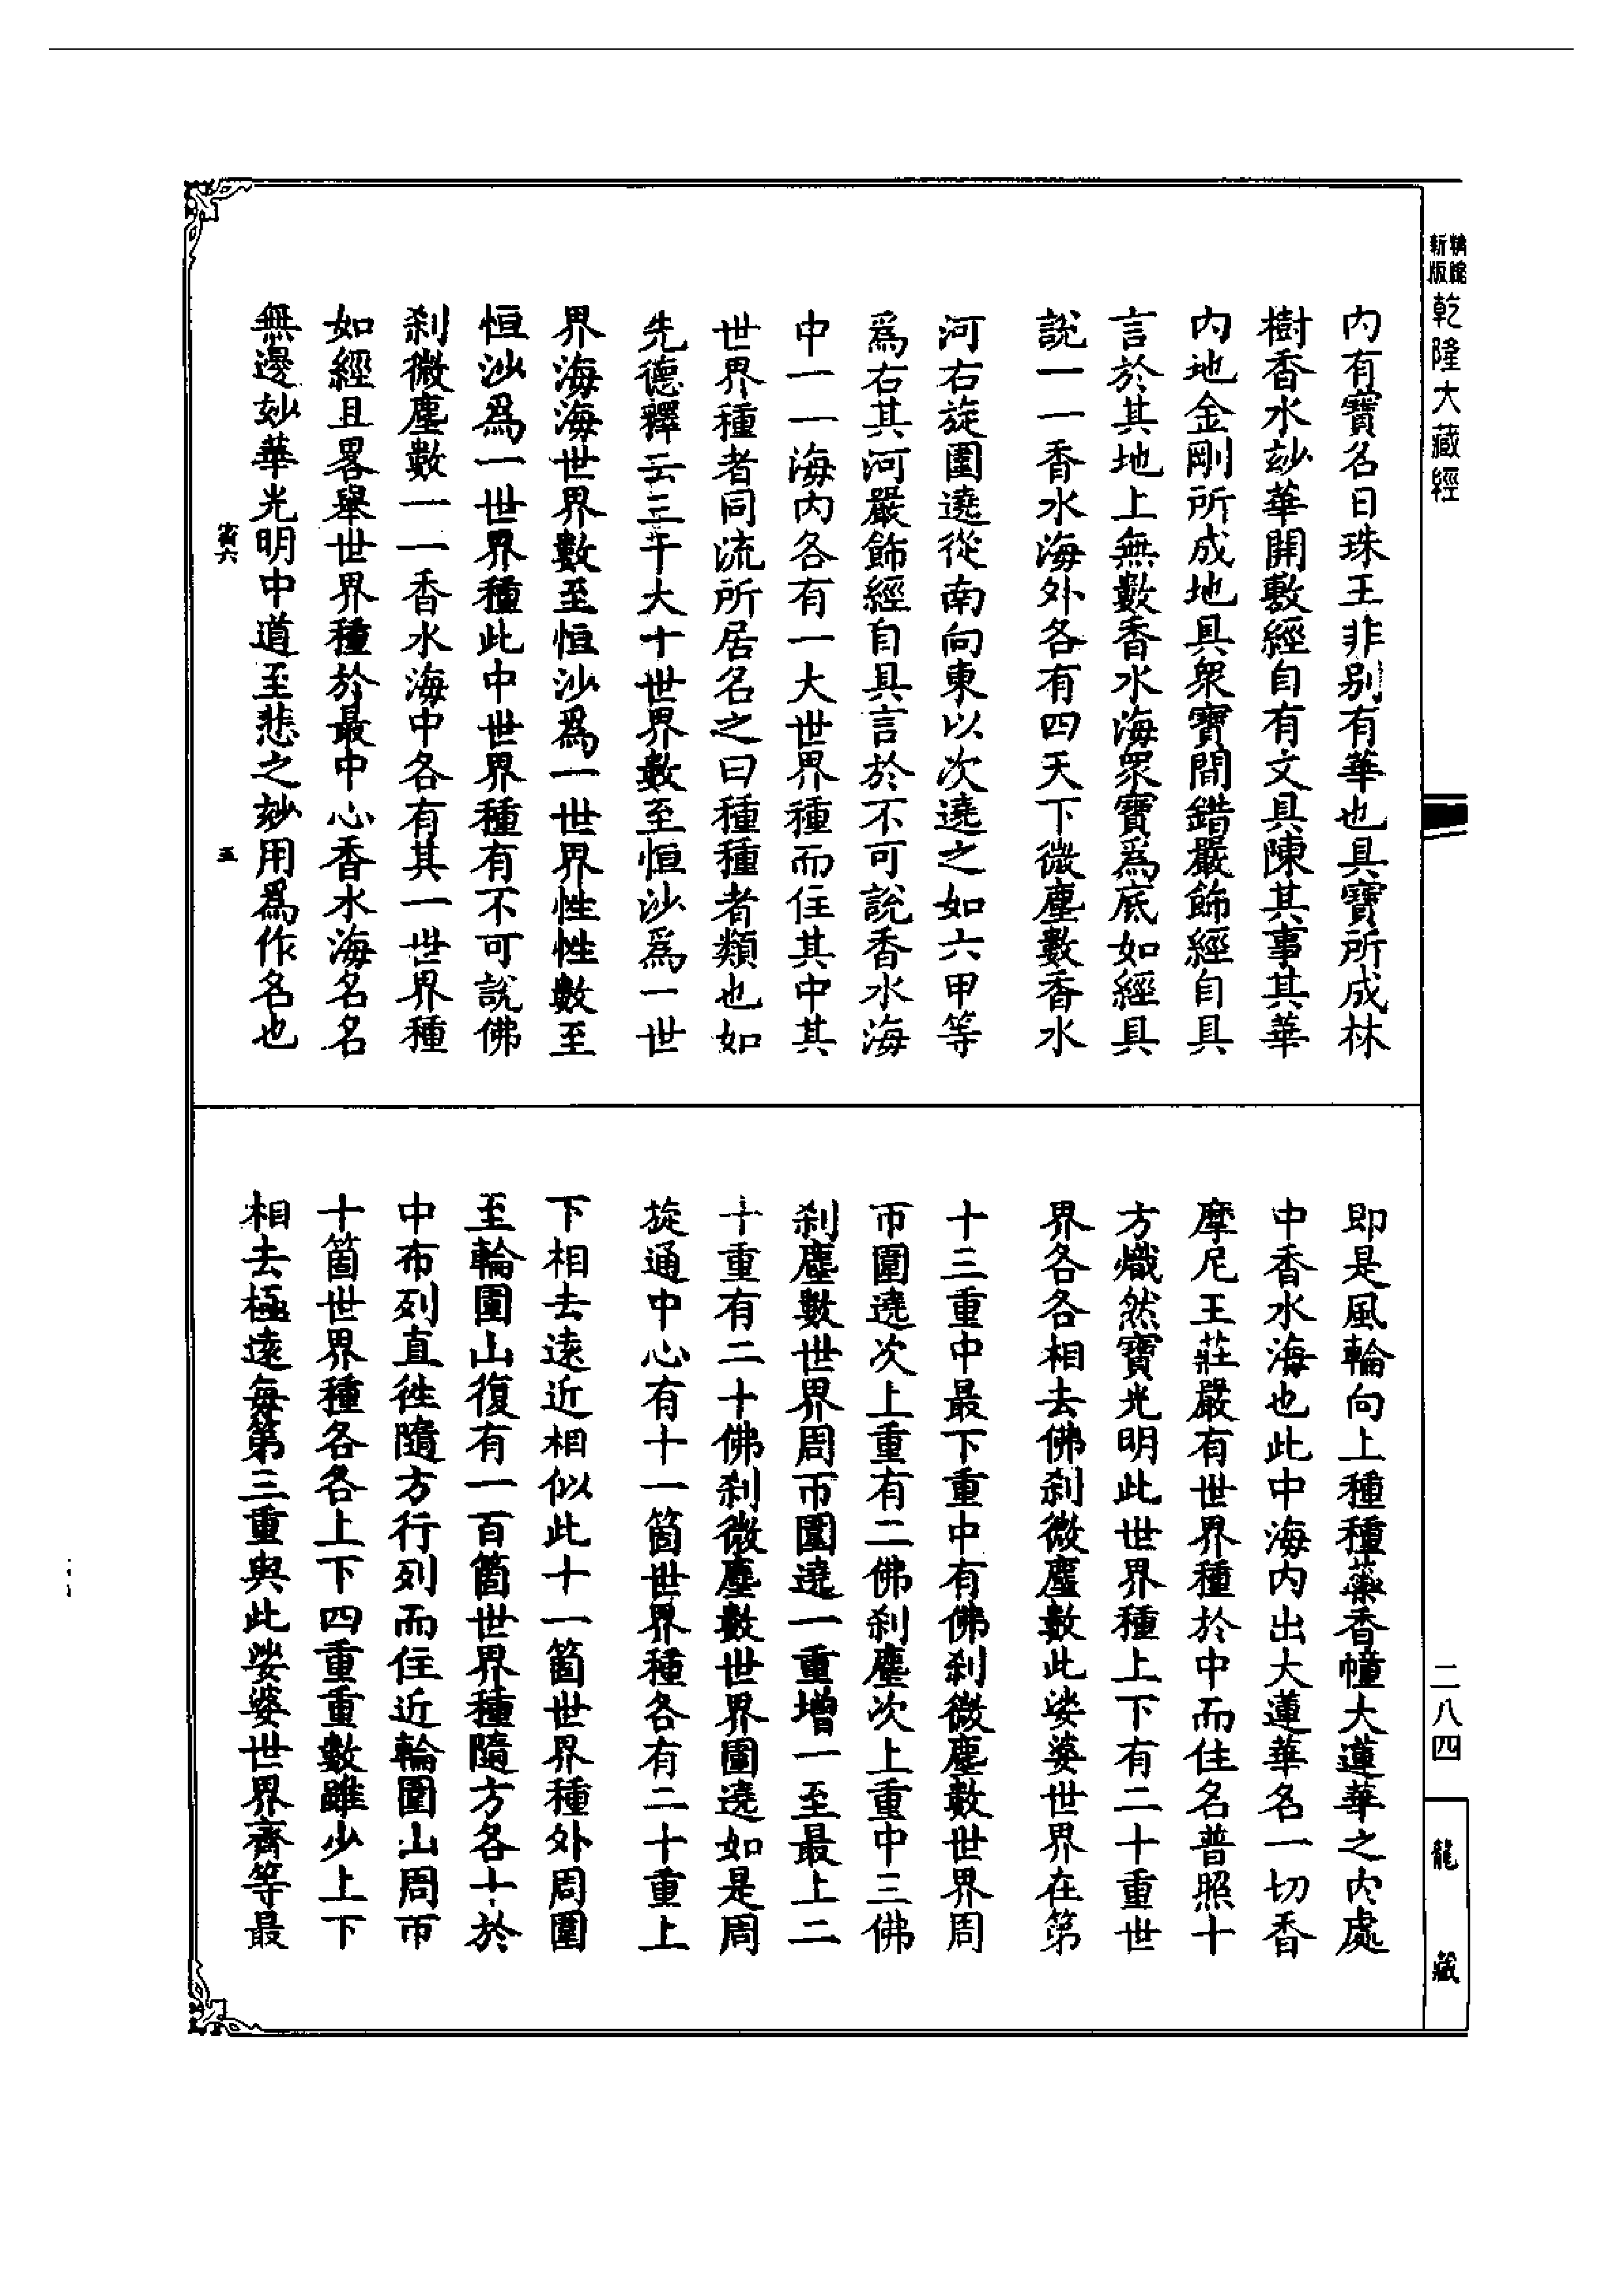 新版
精縮
乾隆大藏經
內有寶名日珠王非別有華也具寶所成林
樹香水玅華開敷經自有文具陳其事其華
內地金剛所成地具衆寶間錯嚴飾經自具
言於其地上無數香水海衆寶爲底如經具
說一一香水海外各有四天下微塵數香水
河右旋圍遶從南向東以次遶之如六甲等
爲右其河嚴飾經自具言於不可說香水海
中一一海內各有一大世界種而住其中其
世界種者同流所居名之曰種種者類也如
先德釋云三千大千世界數至恒沙爲一世
界海海世界數至恒沙爲一世界性性數至
恒沙爲一世界種此中世界種有不可說佛
刹微塵數一一香水海中各有其一世界種
如經且畧舉世界種於最中心香水海名名
無邊玅華光明中道至悲之玅用爲作名也
賓六
五
即是風輪向上種種蘂香幢大蓮華之內處
中香水海也此中海內出大蓮華名一切香
摩尼王莊嚴有世界種於中而住名普照十
方熾然寶光明此世界種上下有二十重世
界各各相去佛刹微塵數此娑婆世界在第
十三重中最下重中有佛刹微塵數世界周
帀圍遶次上重有二佛刹塵次上重中三佛
刹塵數世界周帀圍遶一重增一至最上二
十重有二十佛刹微塵數世界圍遶如是周
旋通中心有十一箇世界種各有二十重上
下相去遠近相似此十一箇世界種外周圍
至輪圍山復有一百箇世界種隨方各十於
中布列直徃隨方行列而住近輪圍山周帀
十箇世界種各各上下四重重數雖少上下
相去極遠每第三重與此娑婆世界齊等最
二八四
龍藏